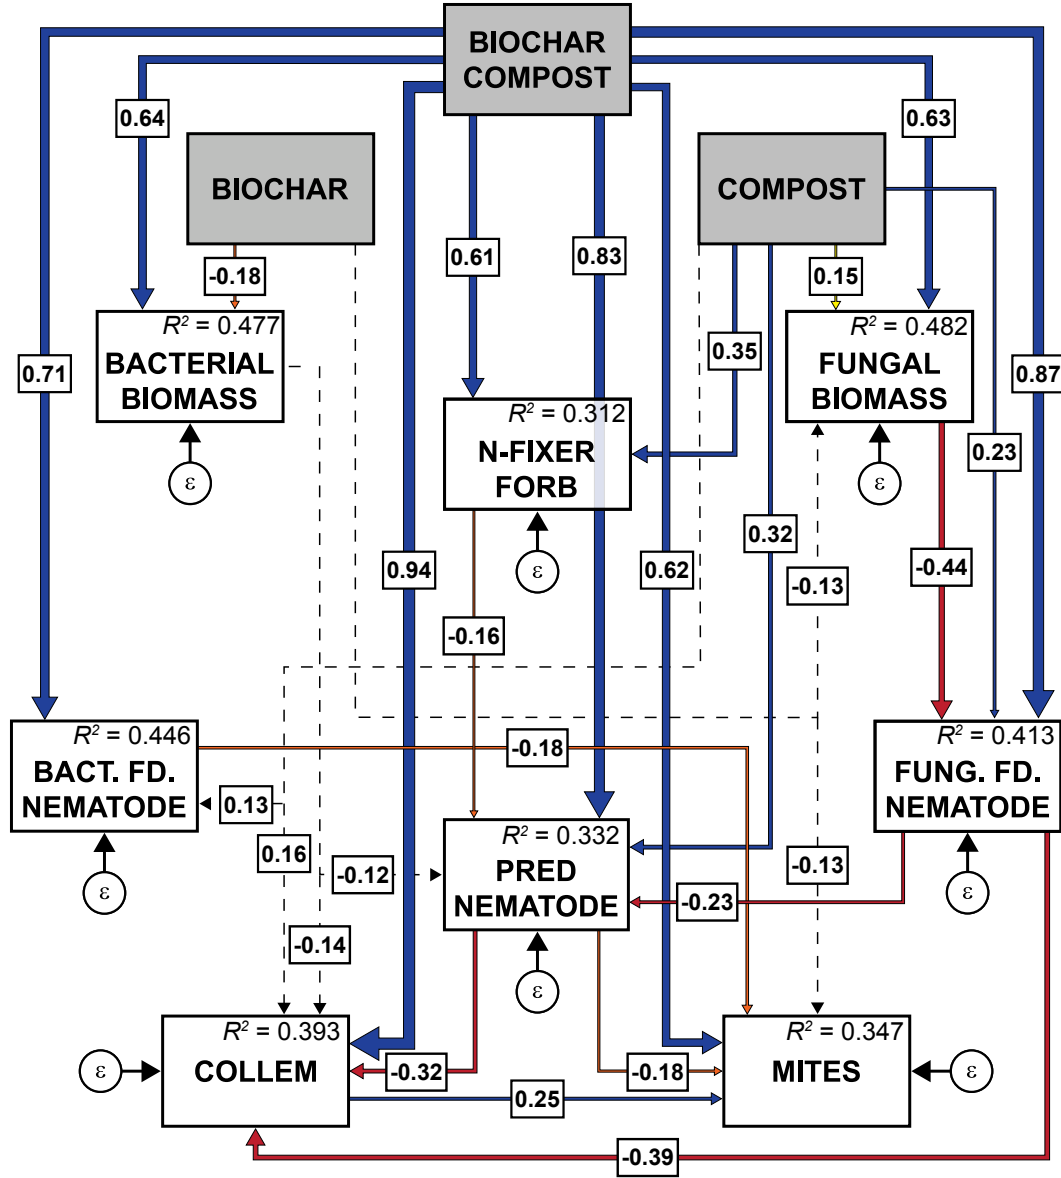 BIOCHAR
COMPOST
0.64
0.63
BIOCHAR
COMPOST
0.61
0.83
-0.18
0.15
R² = 0.477
BACTERIAL
BIOMASS
R² = 0.482
FUNGAL
BIOMASS
0.35
0.71
0.87
R² = 0.312
N-FIXER
FORB
0.23
ε
ε
0.32
0.94
ε
0.62
-0.13
-0.44
-0.16
R² = 0.446
BACT. FD.
NEMATODE
-0.18
R² = 0.413
FUNG. FD.
NEMATODE
0.13
R² = 0.332
PRED
NEMATODE
0.16
-0.12
-0.13
ε
ε
-0.23
-0.14
ε
R² = 0.393
COLLEM
R² = 0.347
MITES
ε
-0.32
-0.18
ε
0.25
-0.39